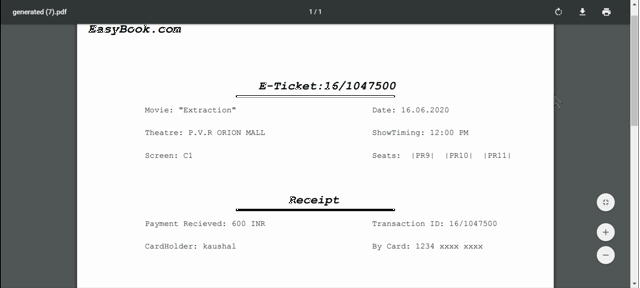 generated (7).pdf 1 / 1
EasyBook.com
E-Ticket:16/1047500
Movie: "Extraction" Date: 16.06.2020
Theatre: P.V.R ORION MALL ShowTiming: 12:00 PM
Screen: C1 Seats: |PR9| |PR10| |PR11|
Receipt
Payment Recieved: 600 INR Transaction ID: 16/1047500
CardHolder: kaushal By Card: 1234 xxxx xxxx